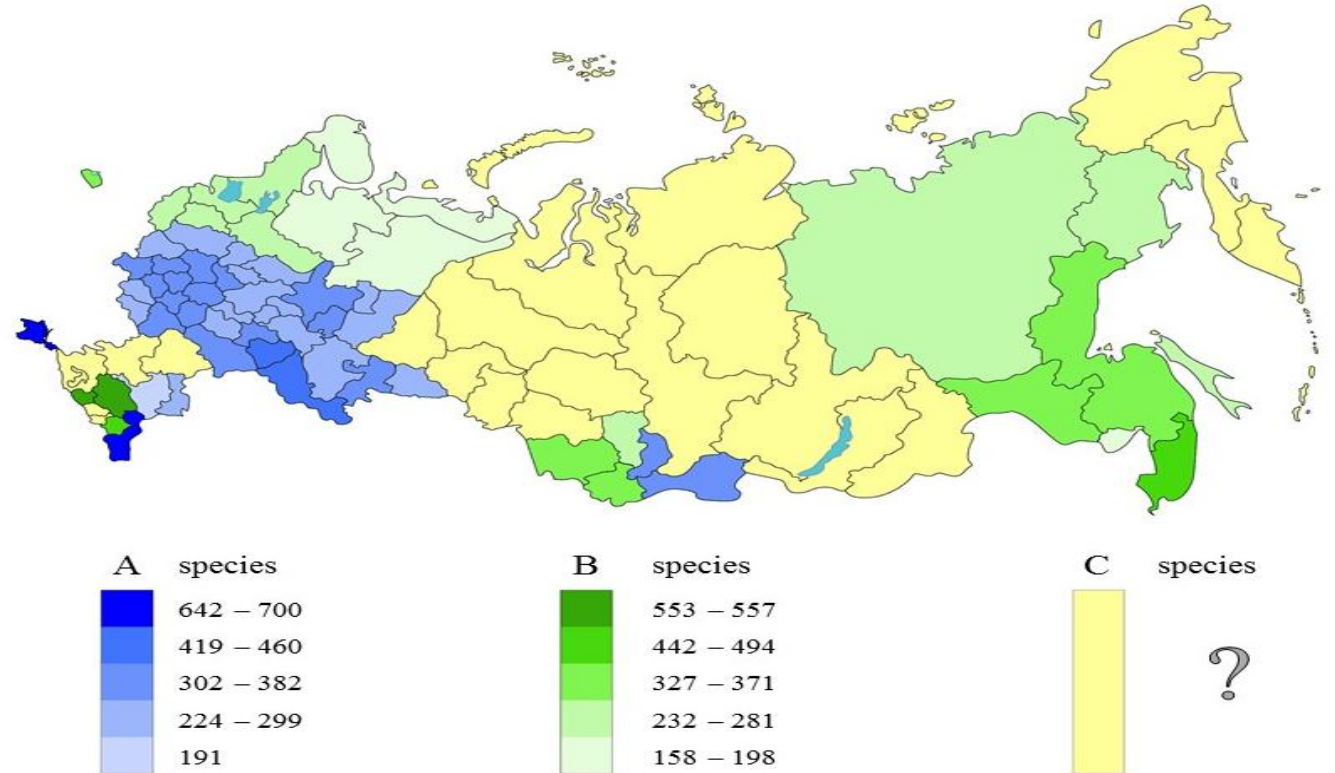 A species
642 – 700
419 – 460
302 – 382
224 – 299
191
B species
553 – 557
442 – 494
327 – 371
232 – 281
158 – 198
C species
?